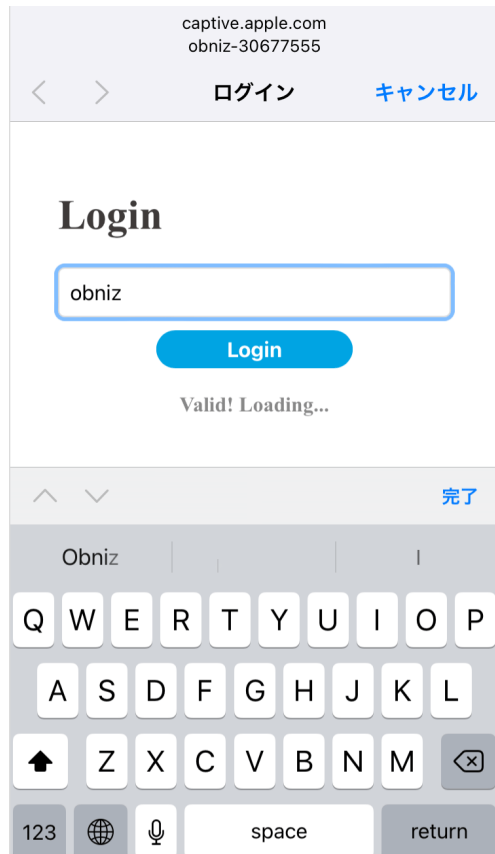 captive.apple.com
obniz-30677555
ログイン キャンセル
Login
obniz
Login
Valid! Loading...
完了
Obniz I
Q W E R T Y U I O P
A S D F G H J K L
Z X C V B N M
123 space return